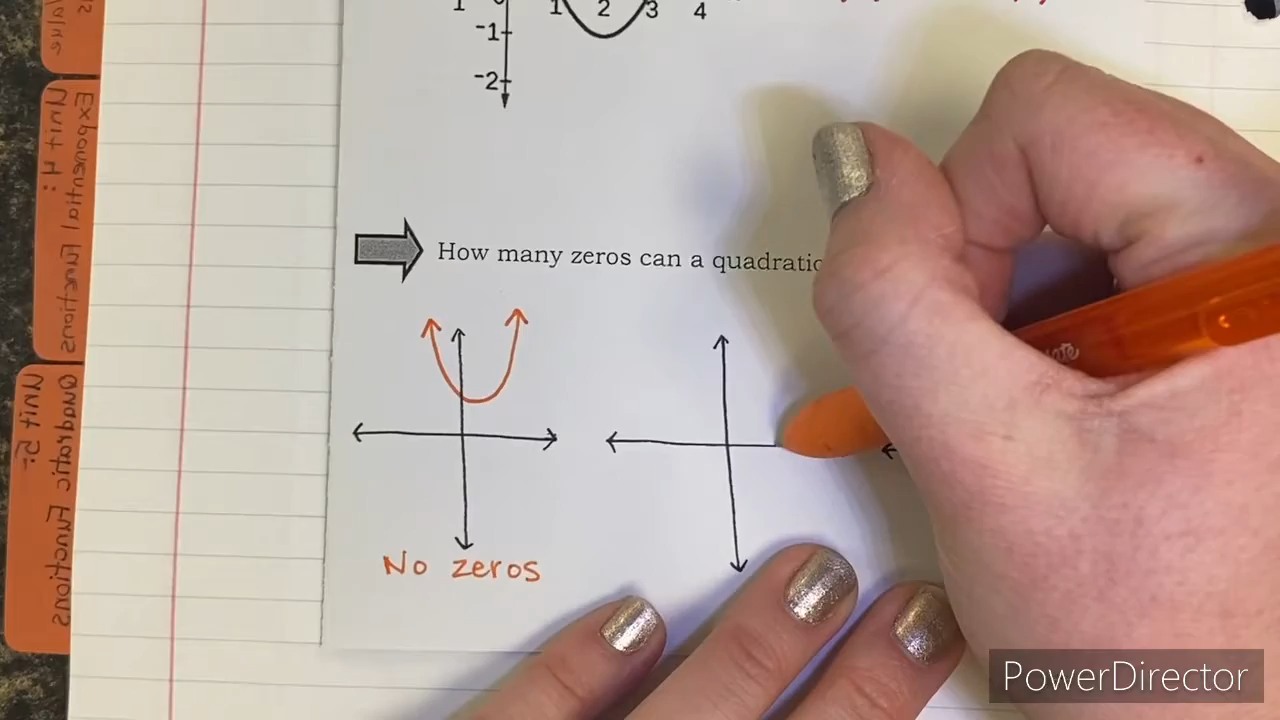 1 1 2 3 4
-1
-2
How many zeros can a quadratic
No zeros
Exponential Functions
Unit 4:
Quadratic Functions
Unit 5:
PowerDirector